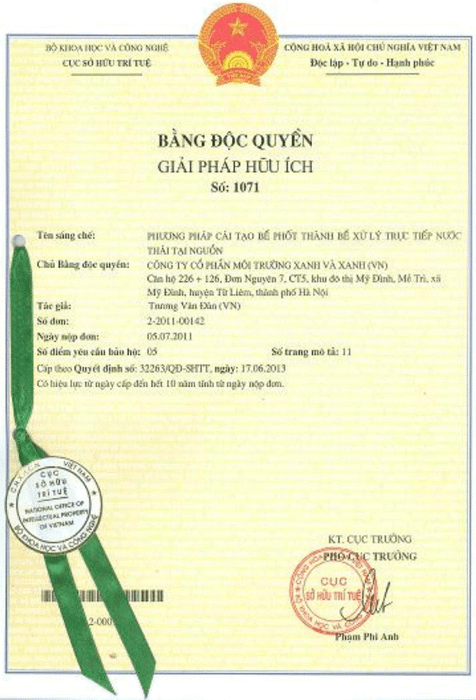 BỘ KHOA HỌC VÀ CÔNG NGHỆ
CỤC SỞ HỮU TRÍ TUỆ
CỘNG HOÀ XÃ HỘI CHỦ NGHĨA VIỆT NAM
Độc lập - Tự do - Hạnh phúc
BẰNG ĐỘC QUYỀN
GIẢI PHÁP HỮU ÍCH
Số: 1071
Tên sáng chế: PHƯƠNG PHÁP CẢI TẠO BỂ PHỐT THÀNH BỂ XỬ LÝ TRỰC TIẾP NƯỚC
THẢI TẠI NGUỒN
Chủ Bằng độc quyền: CÔNG TY CỔ PHẦN MÔI TRƯỜNG XANH VÀ XANH (VN)
Căn hộ 226 + 126, Đơn Nguyên 7, CT5, khu đô thị Mỹ Đình, Mễ Trì, xã
Mỹ Đình, huyện Từ Liêm, thành phố Hà Nội
Tác giả: Trương Văn Đàn (VN)
Số đơn: 2-2011-00142
Ngày nộp đơn: 05.07.2011
Số điểm yêu cầu bảo hộ: 05 Số trang mô tả: 11
Cấp theo Quyết định số: 32263/QĐ-SHTT, ngày: 17.06.2013
Có hiệu lực từ ngày cấp đến hết 10 năm tính từ ngày nộp đơn.
VIỆT NAM
CỤC
SỞ HỮU
TRÍ TUỆ
NATIONAL OFFICE OF
INTELLECTUAL PROPERTY
OF VIETNAM
BỘ KHOA HỌC VÀ CÔNG NGHỆ
KT. CỤC TRƯỞNG
PHÓ CỤC TRƯỞNG
CỤC
SỞ HỮU TRÍ TUỆ
Phạm Phi Anh